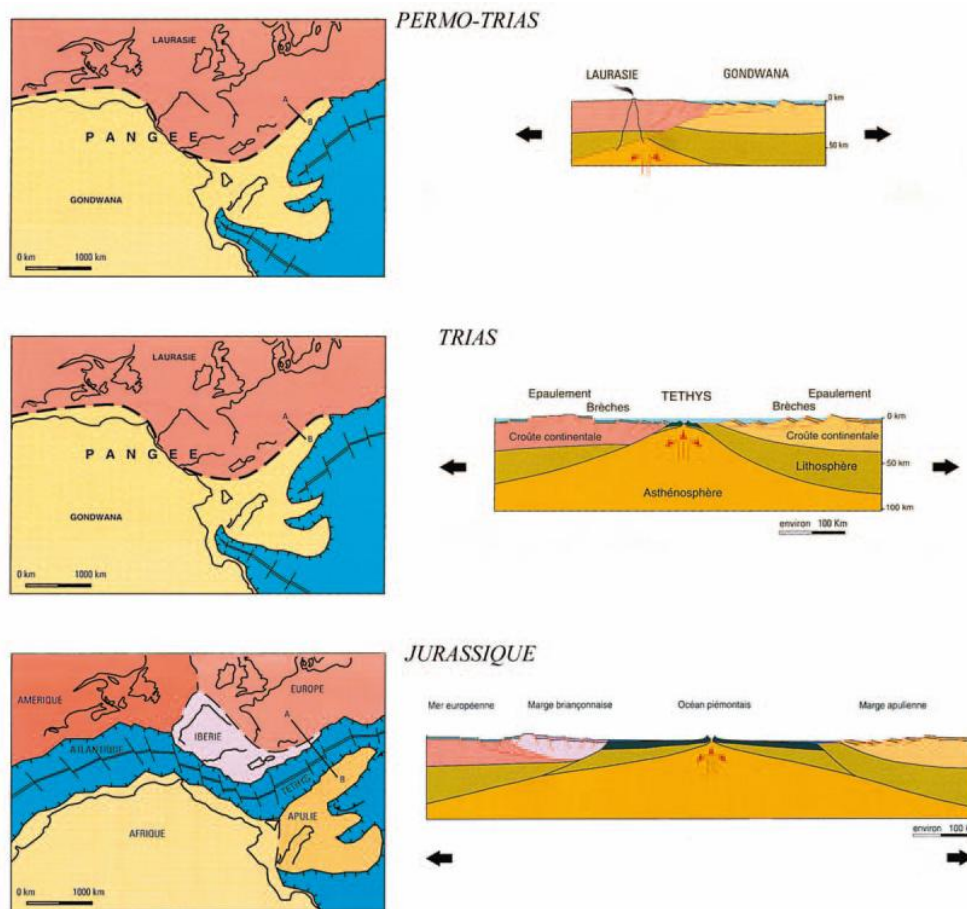 PERMO-TRIAS
LAURASIE
A
B
PANGEE
GONDWANA
0 km 1000 km
LAURASIE GONDWANA
0 km
50 km
TRIAS
LAURASIE
A
B
PANGEE
GONDWANA
0 km 1000 km
Epaulement TETHYS Epaulement
Brèches Brèches
0 km
Croûte continentale Croûte continentale
Lithosphère
50 km
Asthénosphère
100 km
environ 100 Km
JURASSIQUE
AMERIQUE
EUROPE
A
IBERIE
ATLANTIQUE
TETHYS
B
APULIE
AFRIQUE
0 km 1000 km
Mer européenne Marge briançonnaise Océan piémontais Marge apulienne
environ 100 K